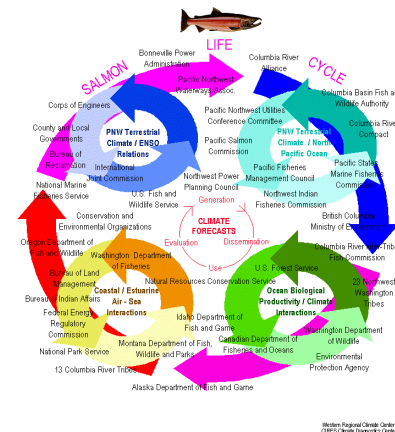 SALMON
LIFE
CYCLE
Bonneville Power
Administration
Pacific Northwest
Waterways Assoc.
Columbia River
Alliance
Corps of Engineers
Pacific Northwest Utilities
Conference Committee
Columbia Basin Fish an
Wildlife Authority
County and Local
Governments
PNW Terrestrial
Climate / ENSO
Relations
PNW Terrestrial
Climate / North
Pacific Ocean
Columbia Rive
Compact
Pacific Salmon
Commission
Bureau of
Reclamation
International
Joint Commission
Pacific Fisheries
Management Council
Pacific States
Marine Fisheries
Commission
National Marine
Fisheries Service
U.S. Fish and
Wildlife Service
Northwest Power
Planning Council
Northwest Indian
Fisheries Commission
Generation
Conservation and
Environmental Organizations
CLIMATE
FORECASTS
British Columbia
Ministry of
Evaluation
Dissemination
Oregon Department of
Fish and Wildlife
Washington Department
of Fisheries
Columbia River
Fish Commission
Use
U.S. Forest Service
Bureau of Land
Management
Coastal / Estuarine
Air - Sea
Interactions
Natural Resources Conservation Service
Ocean Biological
Productivity / Climate
Interactions
23 Northwest
Washington
Tribes
Bureau of Indian Affairs
Federal Energy
Regulatory
Commission
Idaho Department of
Fish and Game
Washington Department
of Wildlife
National Park Service
Montana Department of Fish,
Wildlife and Parks
Canadian Department of
Fisheries and Oceans
Environmental
Protection Agency
13 Columbia River Tribes
Alaska Department of Fish and Game
Western Regional Climate Center
CIRES Climate Diagnostics Cente